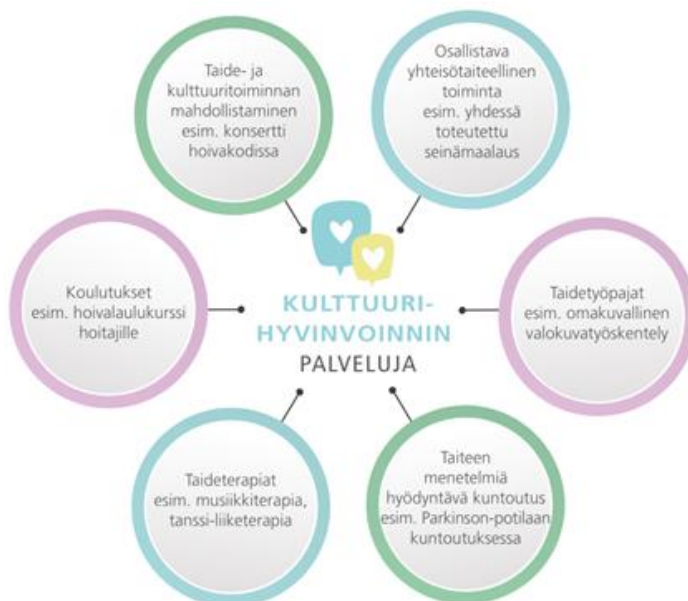 Taide- ja
kulttuuritoiminnan
mahdollistaminen
esim. konsertti
hoivakodissa
Osallistava
yhteisötaiteellinen
toiminta
esim. yhdessä
toteutettu
seinämaalaus
Koulutukset
esim. hoivalaulukurssi
hoitajille
KULTTUURI-
HYVINVOINNIN
PALVELUJA
Taidetyöpajat
esim. omakuvallinen
valokuvatyöskentely
Taideterapiat
esim. musiikkiterapia,
tanssi-liiketerapia
Taiteen
menetelmiä
hyödyntävä kuntoutus
esim. Parkinson-potilaan
kuntoutuksessa